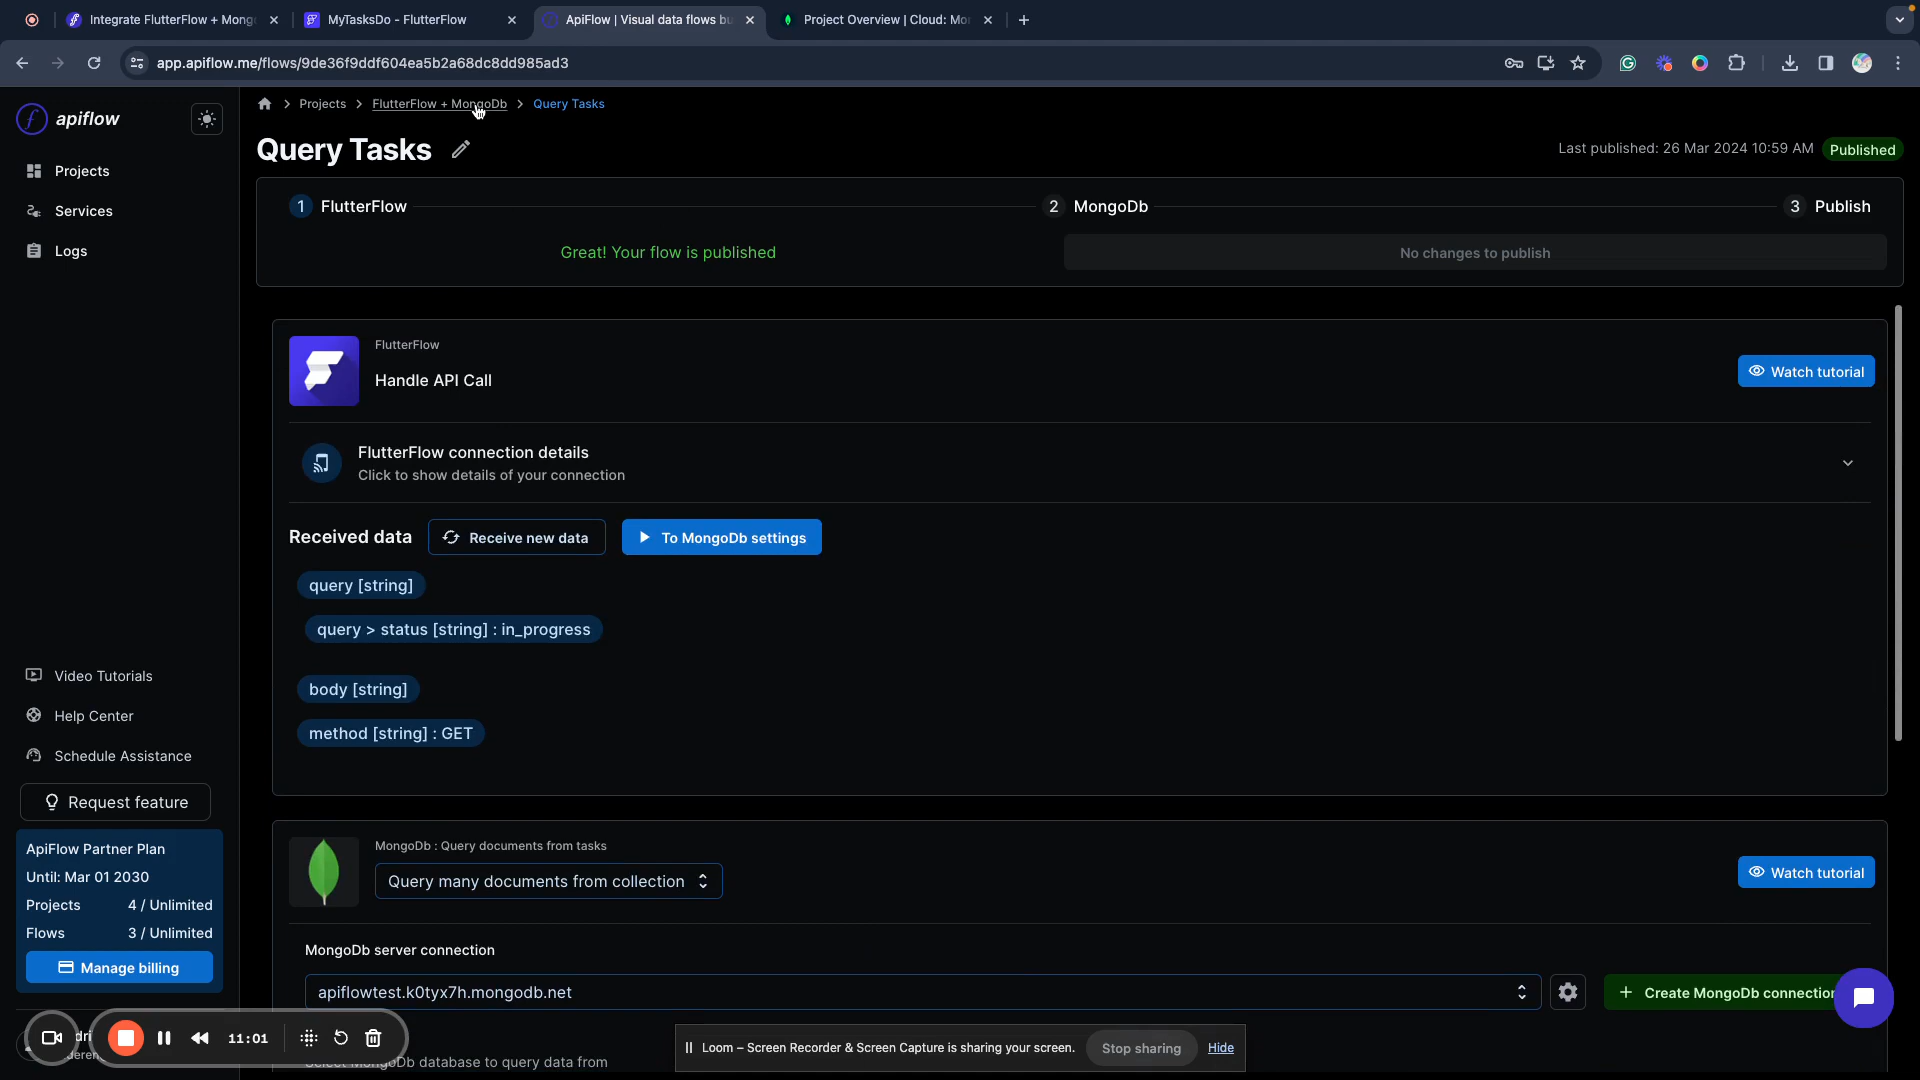 Integrate FlutterFlow + Mong
MyTasksDo - FlutterFlow
ApiFlow | Visual data flows bu
Project Overview | Cloud: Mon
app.apiflow.me/flows/9de36f9ddf604ea5b2a68dc8dd985ad3
apiflow
Projects
Services
Logs
Projects > FlutterFlow + MongoDb > Query Tasks
Query Tasks
Last published: 26 Mar 2024 10:59 AM
Published
1 FlutterFlow
2 MongoDb
3 Publish
Great! Your flow is published
No changes to publish
FlutterFlow
Handle API Call
Watch tutorial
FlutterFlow connection details
Click to show details of your connection
Received data
Receive new data
To MongoDb settings
query [string]
query > status [string] : in_progress
body [string]
method [string] : GET
MongoDb : Query documents from tasks
Query many documents from collection
Watch tutorial
MongoDb server connection
apiflowtest.k0tyx7h.mongodb.net
+ Create MongoDb connection
Select MongoDb database to query data from
Video Tutorials
Help Center
Schedule Assistance
Request feature
ApiFlow Partner Plan
Until: Mar 01 2030
Projects 4 / Unlimited
Flows 3 / Unlimited
Manage billing
11:01
Loom – Screen Recorder & Screen Capture is sharing your screen.
Stop sharing
Hide